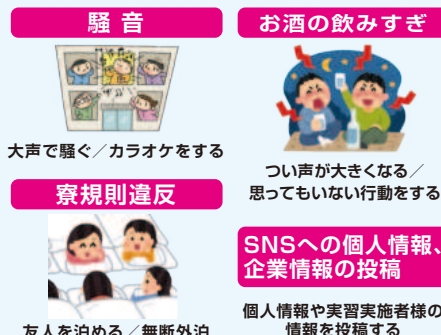 騒音
大声で騒ぐ／カラオケをする
寮規則違反
友人を泊める／無断外泊
お酒の飲みすぎ
つい声が大きくなる／
思ってもいない行動をする
SNSへの個人情報、
企業情報の投稿
個人情報や実習実施者様の
情報を投稿する